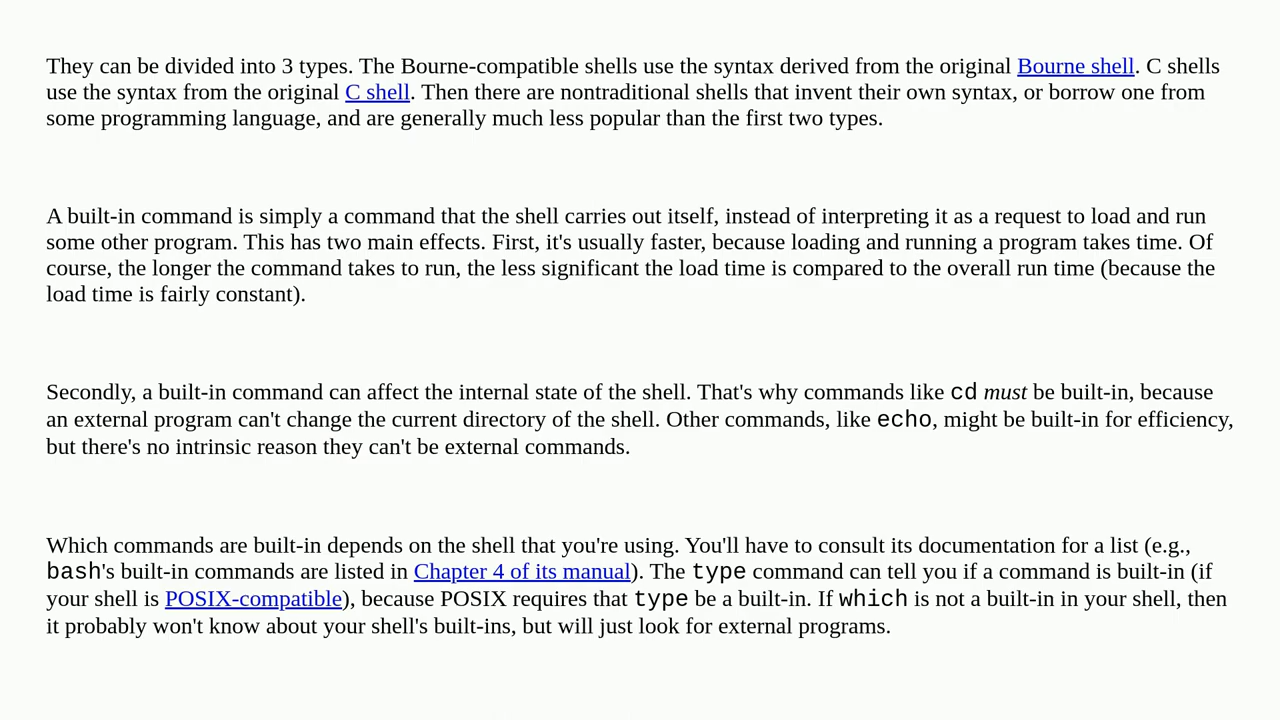 They can be divided into 3 types. The Bourne-compatible shells use the syntax derived from the original Bourne shell. C shells
use the syntax from the original C shell. Then there are nontraditional shells that invent their own syntax, or borrow one from
some programming language, and are generally much less popular than the first two types.
A built-in command is simply a command that the shell carries out itself, instead of interpreting it as a request to load and run
some other program. This has two main effects. First, it's usually faster, because loading and running a program takes time. Of
course, the longer the command takes to run, the less significant the load time is compared to the overall run time (because the
load time is fairly constant).
Secondly, a built-in command can affect the internal state of the shell. That's why commands like cd must be built-in, because
an external program can't change the current directory of the shell. Other commands, like echo, might be built-in for efficiency,
but there's no intrinsic reason they can't be external commands.
Which commands are built-in depends on the shell that you're using. You'll have to consult its documentation for a list (e.g.,
bash's built-in commands are listed in Chapter 4 of its manual). The type command can tell you if a command is built-in (if
your shell is POSIX-compatible), because POSIX requires that type be a built-in. If which is not a built-in in your shell, then
it probably won't know about your shell's built-ins, but will just look for external programs.